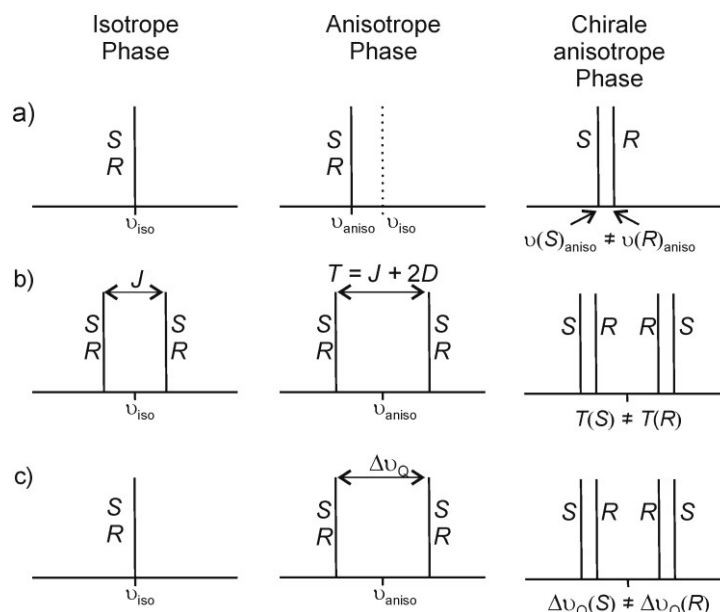 Isotrope
Phase
Anisotrope
Phase
Chirale
anisotrope
Phase
a)
S
R
υiso
S
R
υaniso
υiso
S
R
υ(S)aniso ≠ υ(R)aniso
b)
J
S
R
S
R
υiso
T = J + 2D
S
R
S
R
υaniso
S R R S
T(S) ≠ T(R)
c)
S
R
υiso
ΔυQ
S
R
S
R
υaniso
S R R S
ΔυQ(S) ≠ ΔυQ(R)